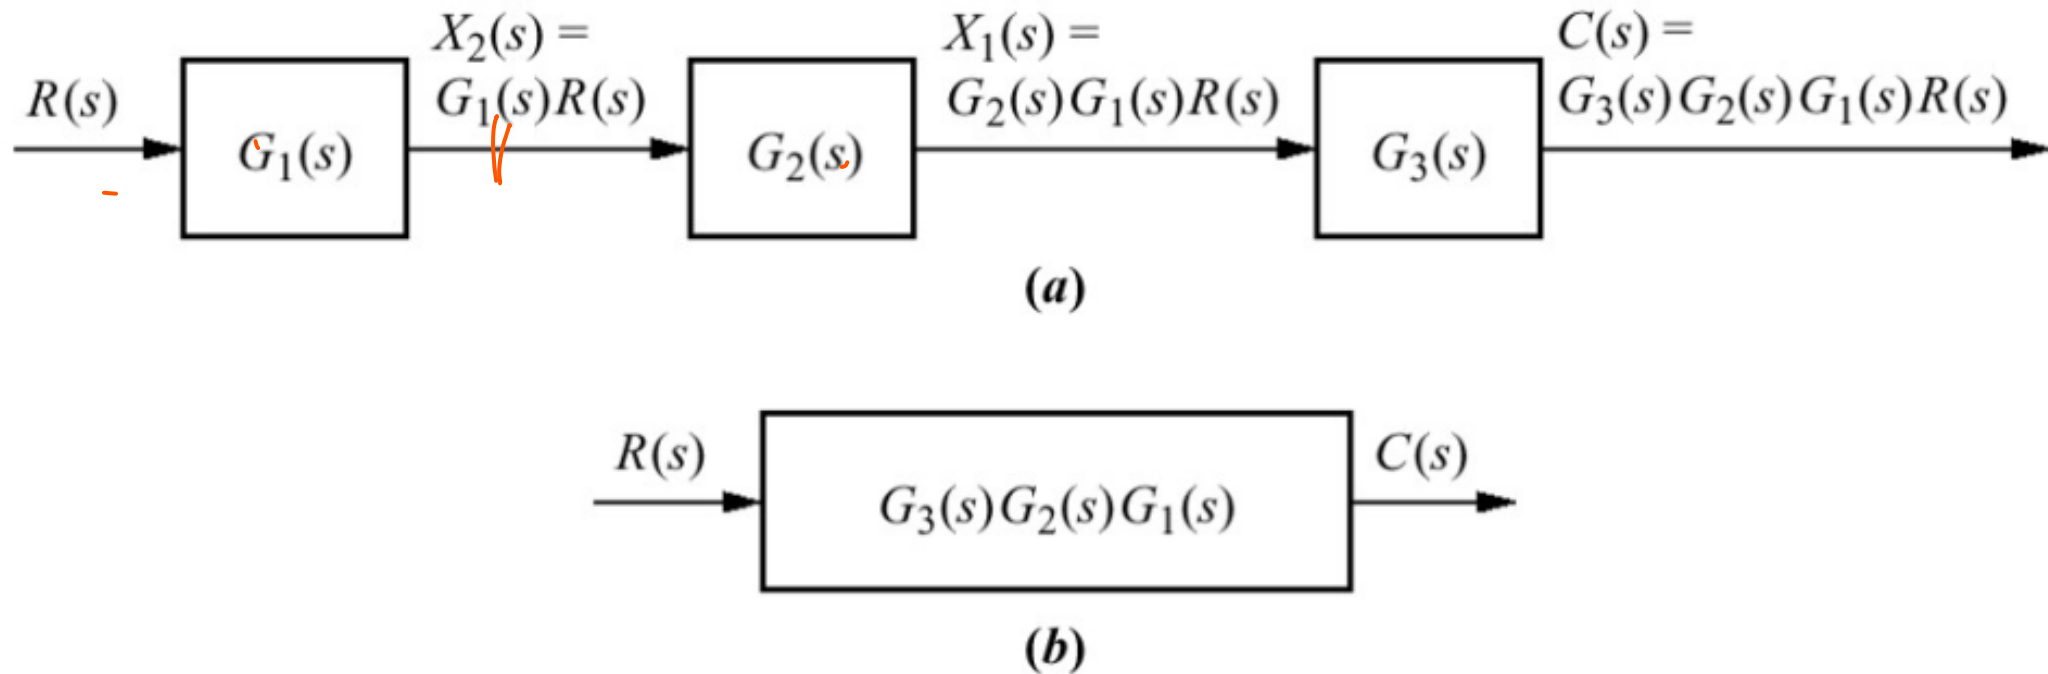 R(s)
G₁(s)
X₂(s) =
G₁(s)R(s)
G₂(s)
X₁(s) =
G₂(s)G₁(s)R(s)
G₃(s)
C(s) =
G₃(s)G₂(s)G₁(s)R(s)
(a)
R(s)
G₃(s)G₂(s)G₁(s)
C(s)
(b)